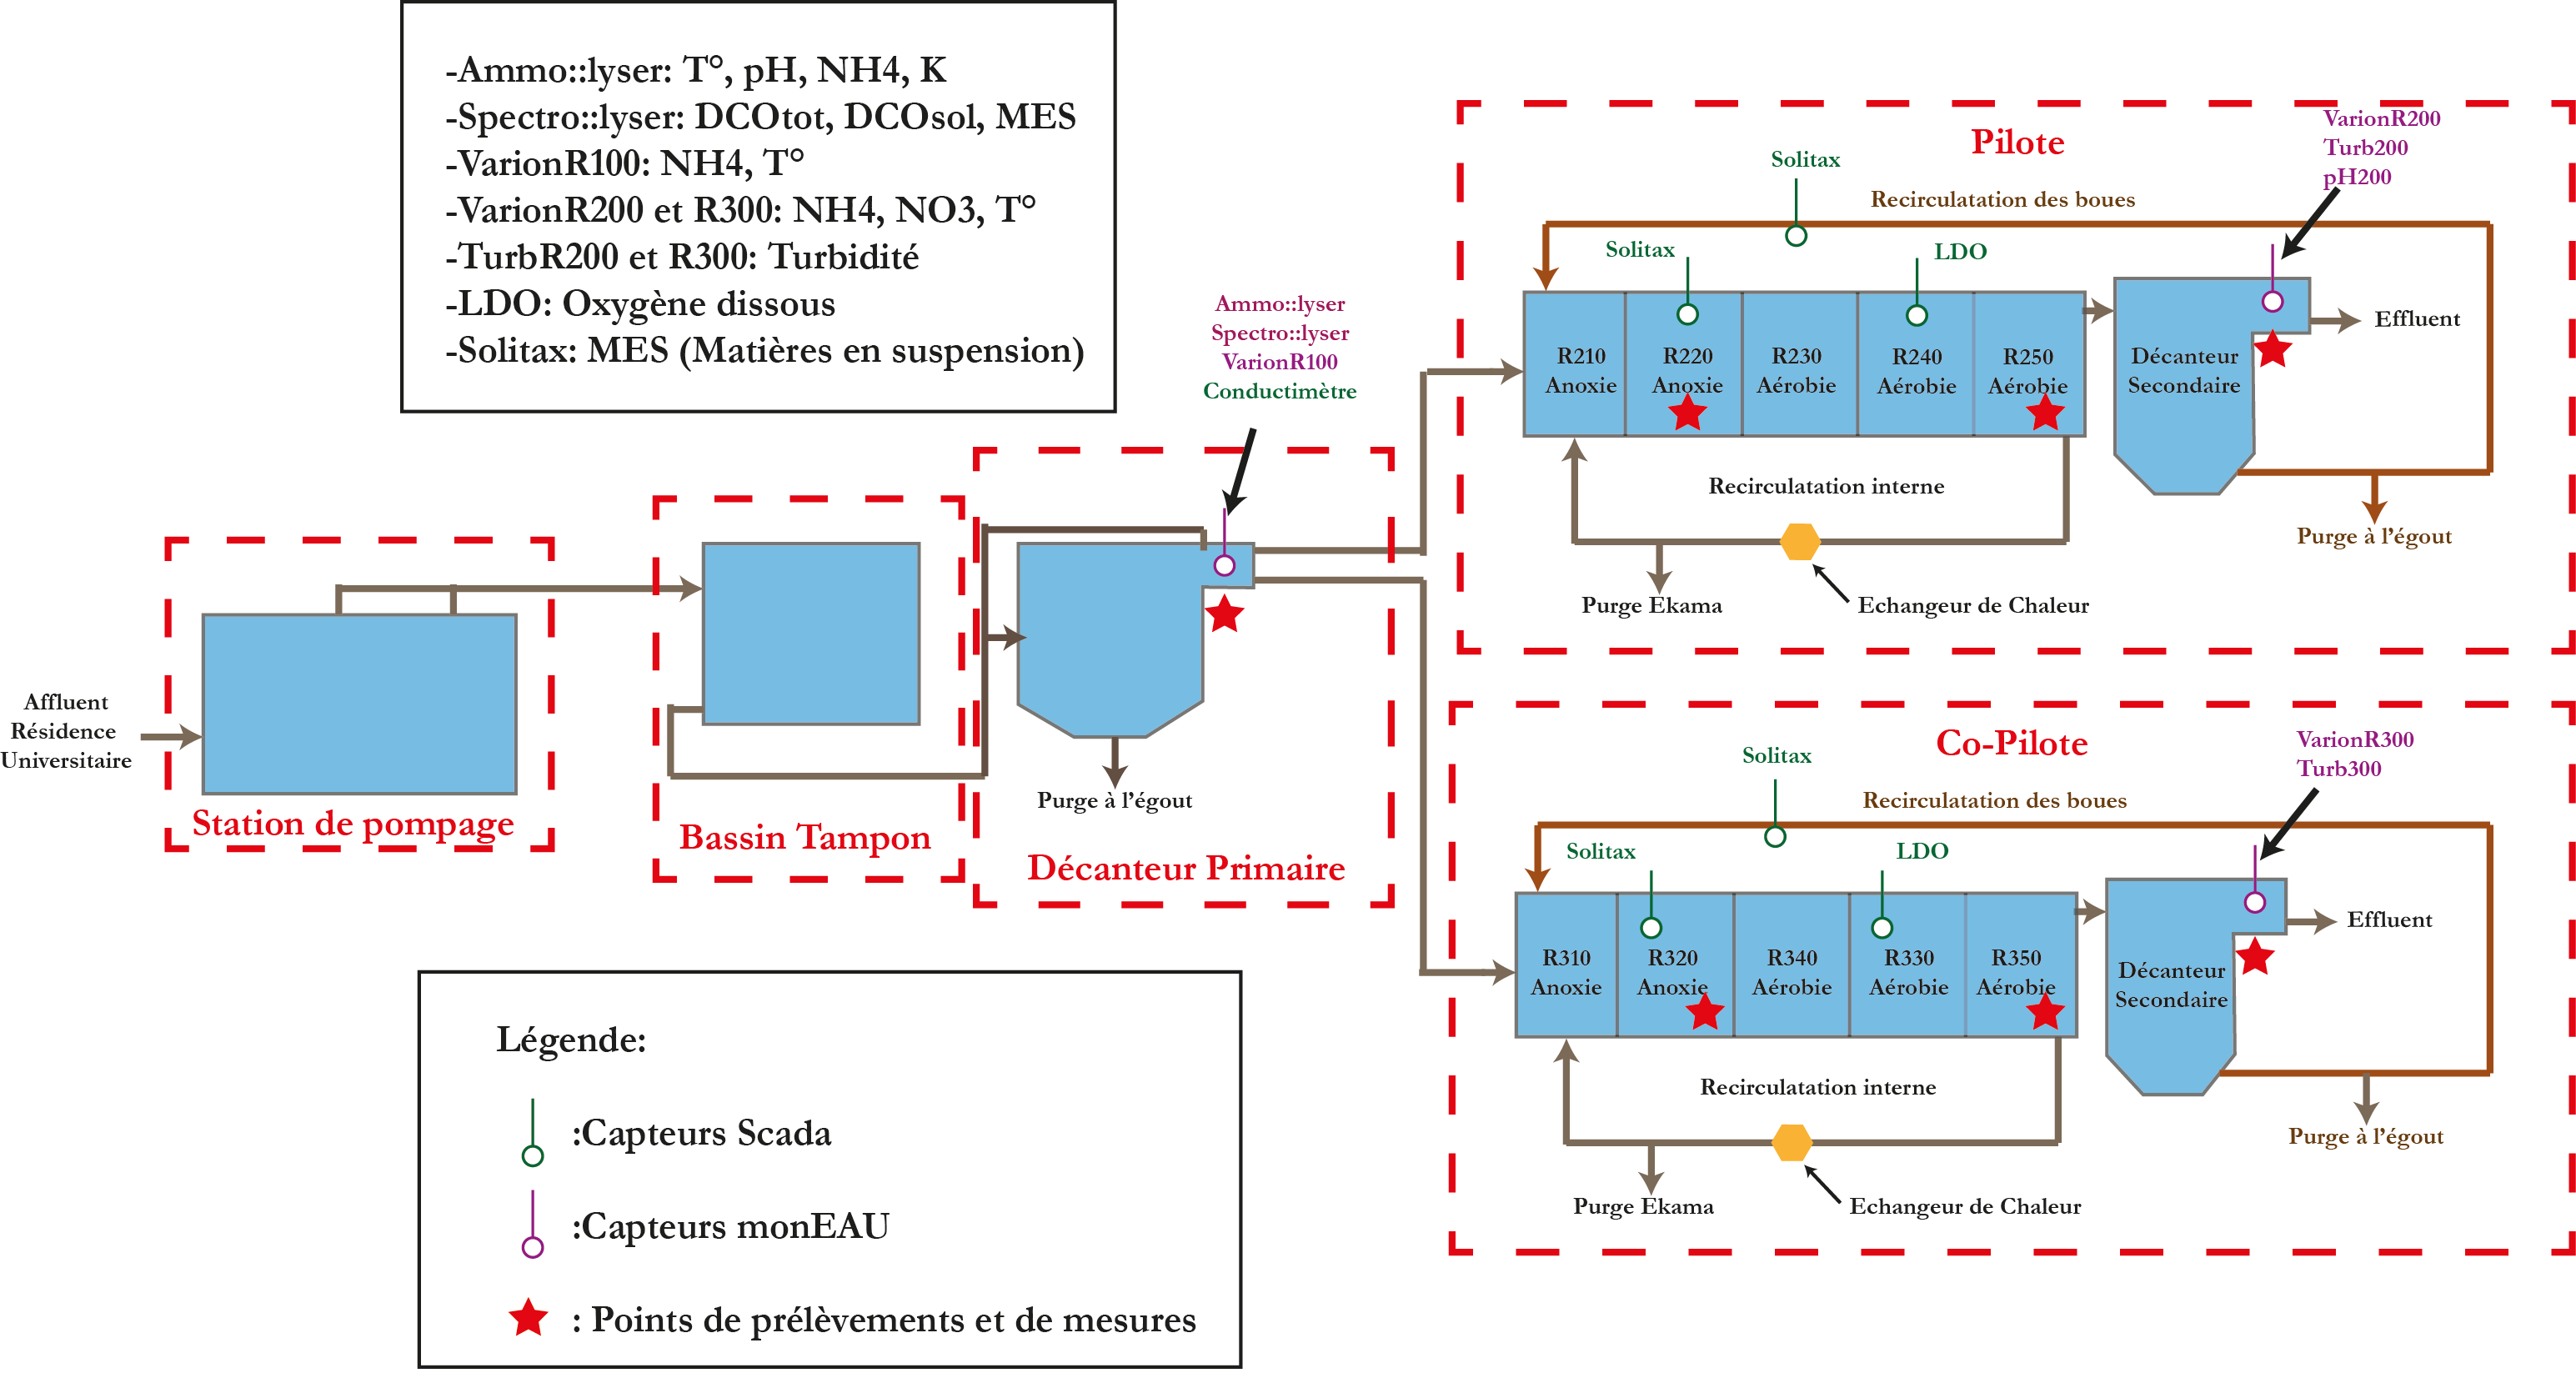 -Ammo::lyser: T°, pH, NH4, K
-Spectro::lyser: DCOtot, DCOsol, MES
-VarionR100: NH4, T°
-VarionR200 et R300: NH4, NO3, T°
-TurbR200 et R300: Turbidité
-LDO: Oxygène dissous
-Solitax: MES (Matières en suspension)
Affluent
Résidence
Universitaire
Station de pompage
Bassin Tampon
Ammo::lyser
Spectro::lyser
VarionR100
Conductimètre
Purge à l'égout
Décanteur Primaire
Pilote
VarionR200
Turb200
pH200
Solitax
Recirculatation des boues
Solitax
LDO
R210
Anoxie
R220
Anoxie
R230
Aérobie
R240
Aérobie
R250
Aérobie
Décanteur
Secondaire
Effluent
Recirculatation interne
Purge à l'égout
Purge Ekama
Echangeur de Chaleur
Co-Pilote
VarionR300
Turb300
Solitax
Recirculatation des boues
Solitax
LDO
R310
Anoxie
R320
Anoxie
R340
Aérobie
R330
Aérobie
R350
Aérobie
Décanteur
Secondaire
Effluent
Recirculatation interne
Purge à l'égout
Purge Ekama
Echangeur de Chaleur
Légende:
:Capteurs Scada
:Capteurs monEAU
: Points de prélèvements et de mesures